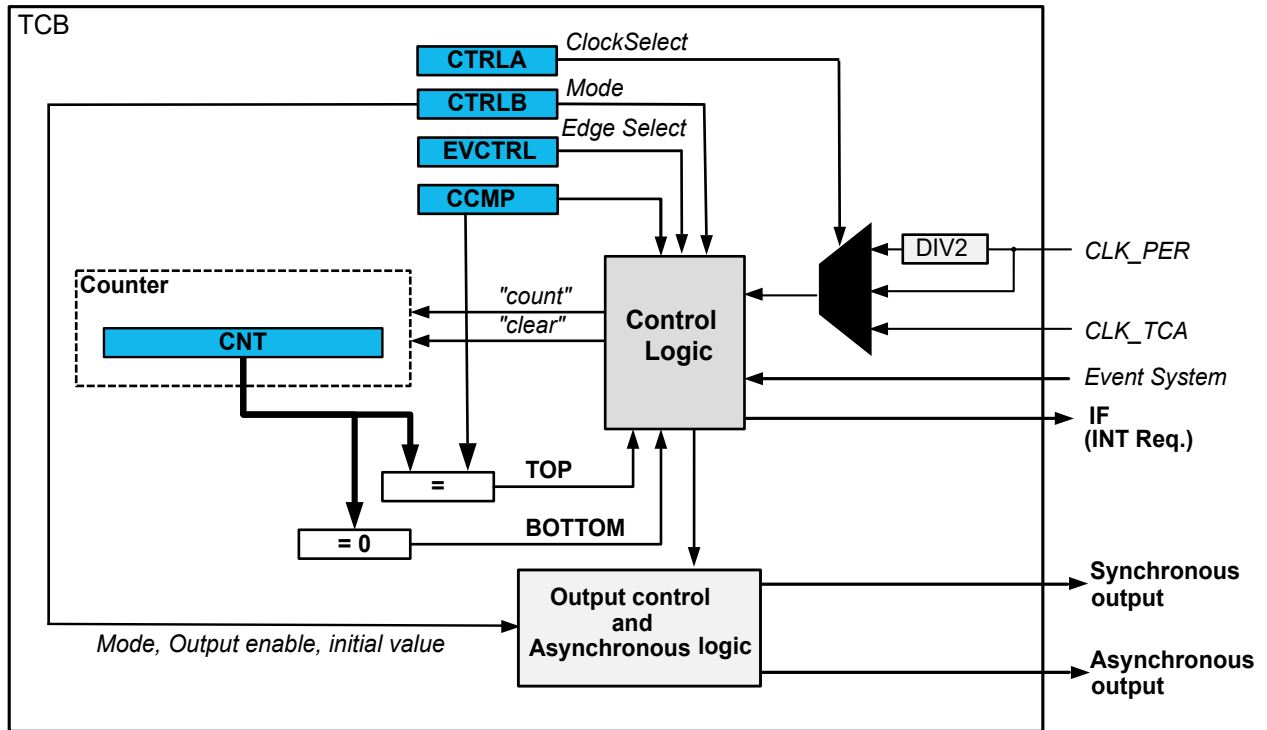 TCB
ClockSelect
CTRLA
Mode
CTRLB
Edge Select
EVCTRL
CCMP
DIV2
CLK_PER
Counter
"count"
Control
Logic
CLK_TCA
"clear"
CNT
Event System
IF
(INT Req.)
=
TOP
= 0
BOTTOM
Output control
and
Asynchronous logic
Synchronous
output
Mode, Output enable, initial value
Asynchronous
output